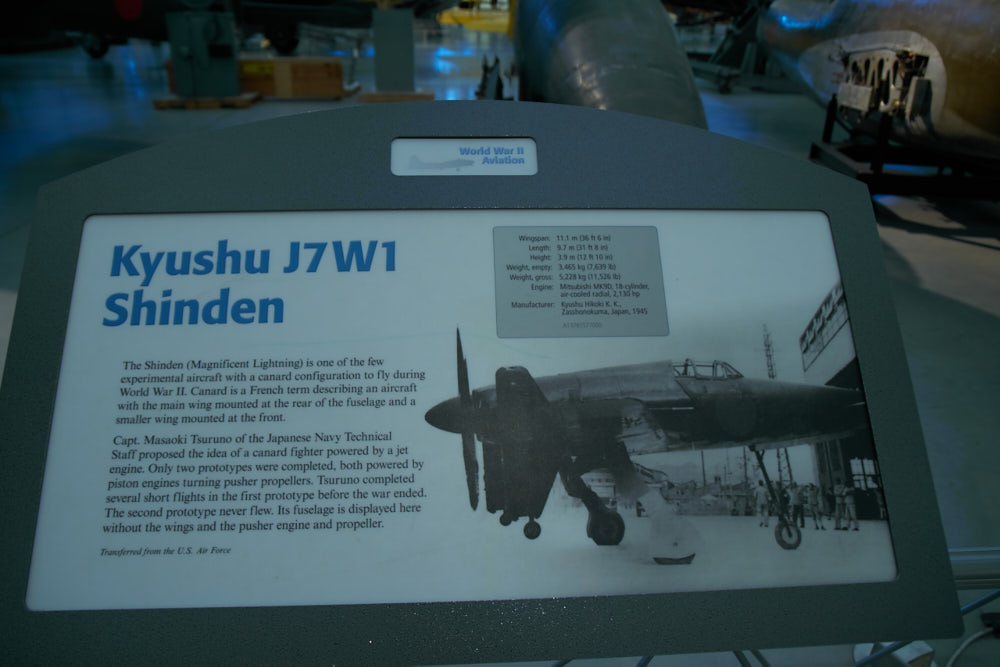 World War II
Aviation
Kyushu J7W1
Shinden
Wingspan: 11.1 m (36 ft 6 in)
Length: 9.7 m (31 ft 8 in)
Height: 3.9 m (12 ft 10 in)
Weight, empty: 3,465 kg (7,639 lb)
Weight, gross: 5,228 kg (11,526 lb)
Engine: Mitsubishi MK9D, 18-cylinder,
air-cooled radial, 2,130 hp
Manufacturer: Kyushu Hikoki K. K.,
Zasshonokuma, Japan, 1945
The Shinden (Magnificent Lightning) is one of the few
experimental aircraft with a canard configuration to fly during
World War II. Canard is a French term describing an aircraft
with the main wing mounted at the rear of the fuselage and a
smaller wing mounted at the front.
Capt. Masaoki Tsuruno of the Japanese Navy Technical
Staff proposed the idea of a canard fighter powered by a jet
engine. Only two prototypes were completed, both powered by
piston engines turning pusher propellers. Tsuruno completed
several short flights in the first prototype before the war ended.
The second prototype never flew. Its fuselage is displayed here
without the wings and the pusher engine and propeller.
Transferred from the U.S. Air Force